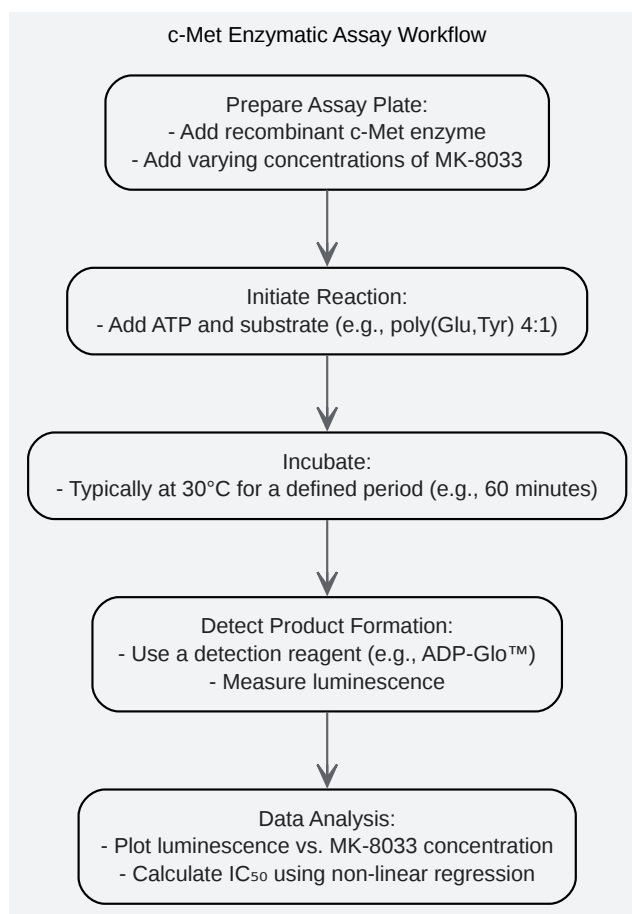 c-Met Enzymatic Assay Workflow
Prepare Assay Plate:
- Add recombinant c-Met enzyme
- Add varying concentrations of MK-8033
Initiate Reaction:
- Add ATP and substrate (e.g., poly(Glu,Tyr) 4:1)
Incubate:
- Typically at 30°C for a defined period (e.g., 60 minutes)
Detect Product Formation:
- Use a detection reagent (e.g., ADP-Glo™)
- Measure luminescence
Data Analysis:
- Plot luminescence vs. MK-8033 concentration
- Calculate IC₅₀ using non-linear regression